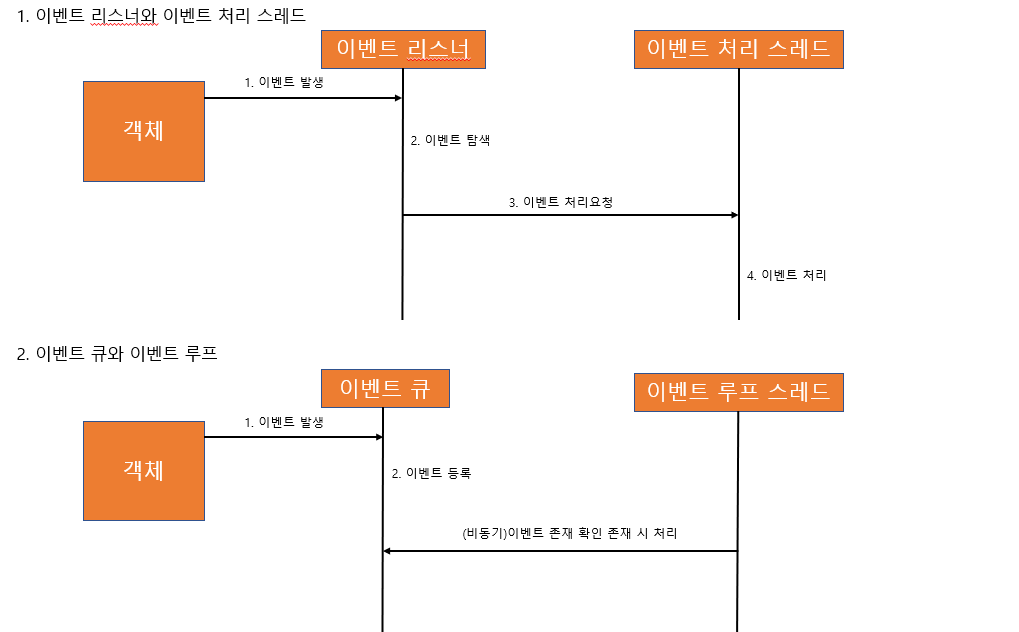 1. 이벤트 리스너와 이벤트 처리 스레드
이벤트 리스너
이벤트 처리 스레드
1. 이벤트 발생
객체
2. 이벤트 탐색
3. 이벤트 처리요청
4. 이벤트 처리
2. 이벤트 큐와 이벤트 루프
이벤트 큐
이벤트 루프 스레드
1. 이벤트 발생
객체
2. 이벤트 등록
(비동기)이벤트 존재 확인 존재 시 처리